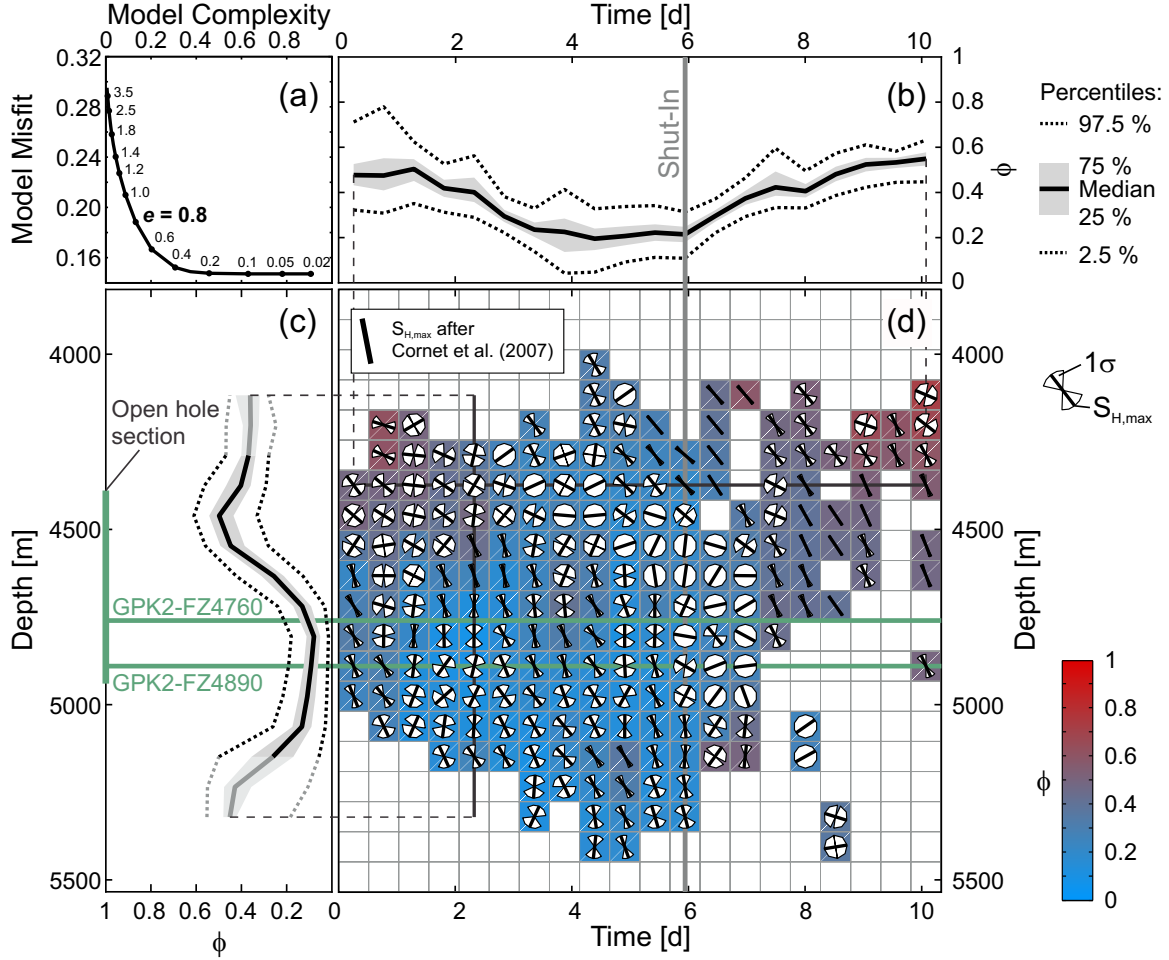 Model Complexity
0 0.2 0.4 0.6 0.8 1
Time [d]
0 2 4 6 8 10
0.32
0.28
0.24
0.20
0.16
Model Misfit
(a)
3.5
2.5
1.8
1.4
1.2
1.0
e = 0.8
0.6
0.4
0.2
0.1
0.05
0.02
(b)
Shut-In
1
0.8
0.6
0.4
0.2
0
ϕ
Percentiles:
97.5 %
75 %
Median
25 %
2.5 %
(c)
Open hole
section
GPK2-FZ4760
GPK2-FZ4890
4000
4500
5000
5500
Depth [m]
1 0.8 0.6 0.4 0.2
ϕ
(d)
SH,max after
Cornet et al. (2007)
0 2 4 6 8 10
Time [d]
4000
4500
5000
5500
Depth [m]
1σ
SH,max
1
0.8
0.6
0.4
0.2
0
ϕ